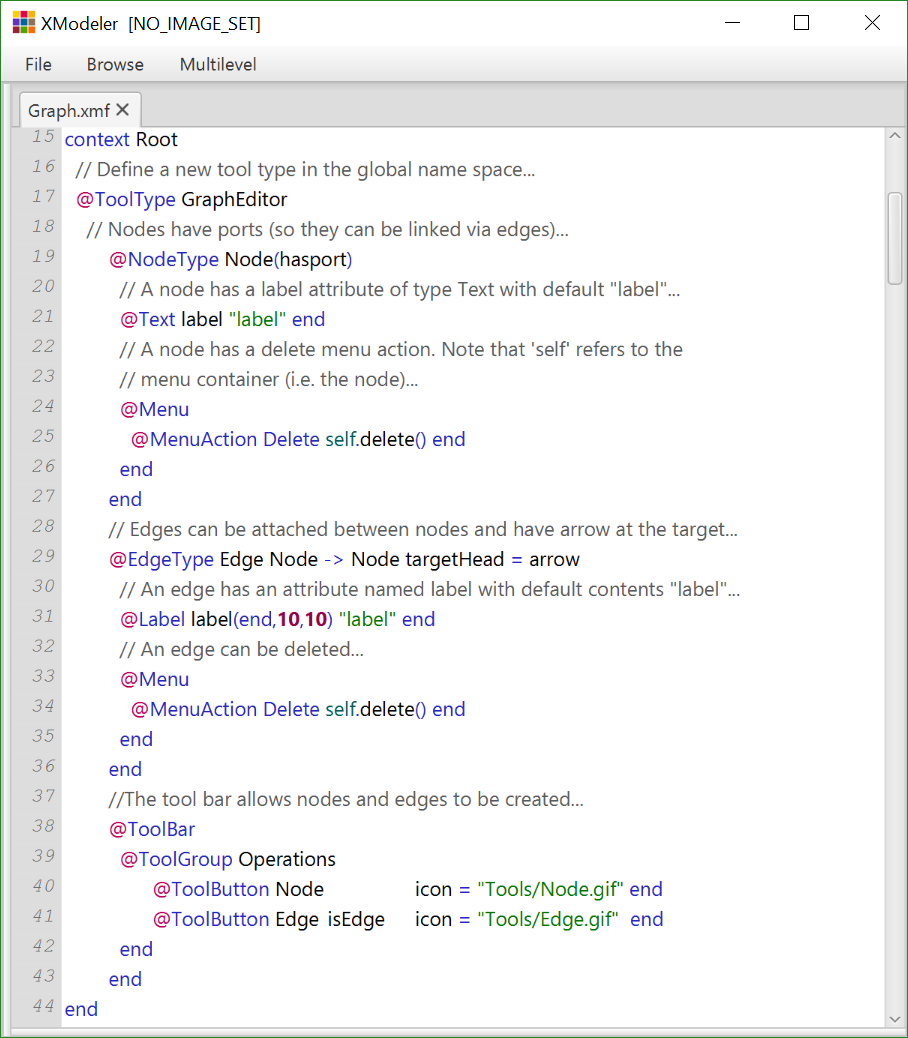 XModeler [NO_IMAGE_SET]
File Browse Multilevel
Graph.xmf
15 context Root
16 // Define a new tool type in the global name space...
17 @ToolType GraphEditor
18 // Nodes have ports (so they can be linked via edges)...
19 @NodeType Node(hasport)
20 // A node has a label attribute of type Text with default "label"...
21 @Text label "label" end
22 // A node has a delete menu action. Note that 'self' refers to the
23 // menu container (i.e. the node)...
24 @Menu
25 @MenuAction Delete self.delete() end
26 end
27 end
28 // Edges can be attached between nodes and have arrow at the target...
29 @EdgeType Edge Node -> Node targetHead = arrow
30 // An edge has an attribute named label with default contents "label"...
31 @Label label(end,10,10) "label" end
32 // An edge can be deleted...
33 @Menu
34 @MenuAction Delete self.delete() end
35 end
36 end
37 //The tool bar allows nodes and edges to be created...
38 @ToolBar
39 @ToolGroup Operations
40 @ToolButton Node icon = "Tools/Node.gif" end
41 @ToolButton Edge isEdge icon = "Tools/Edge.gif" end
42 end
43 end
44 end